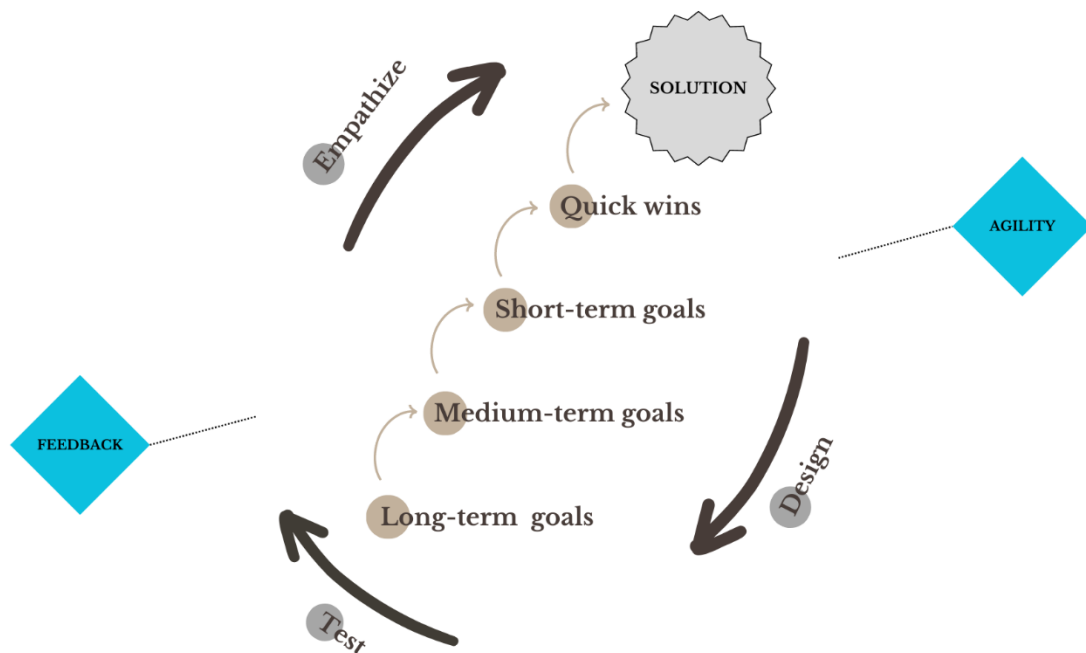 Empathize
SOLUTION
Quick wins
AGILITY
Short-term goals
Medium-term goals
FEEDBACK
Design
Long-term goals
Test